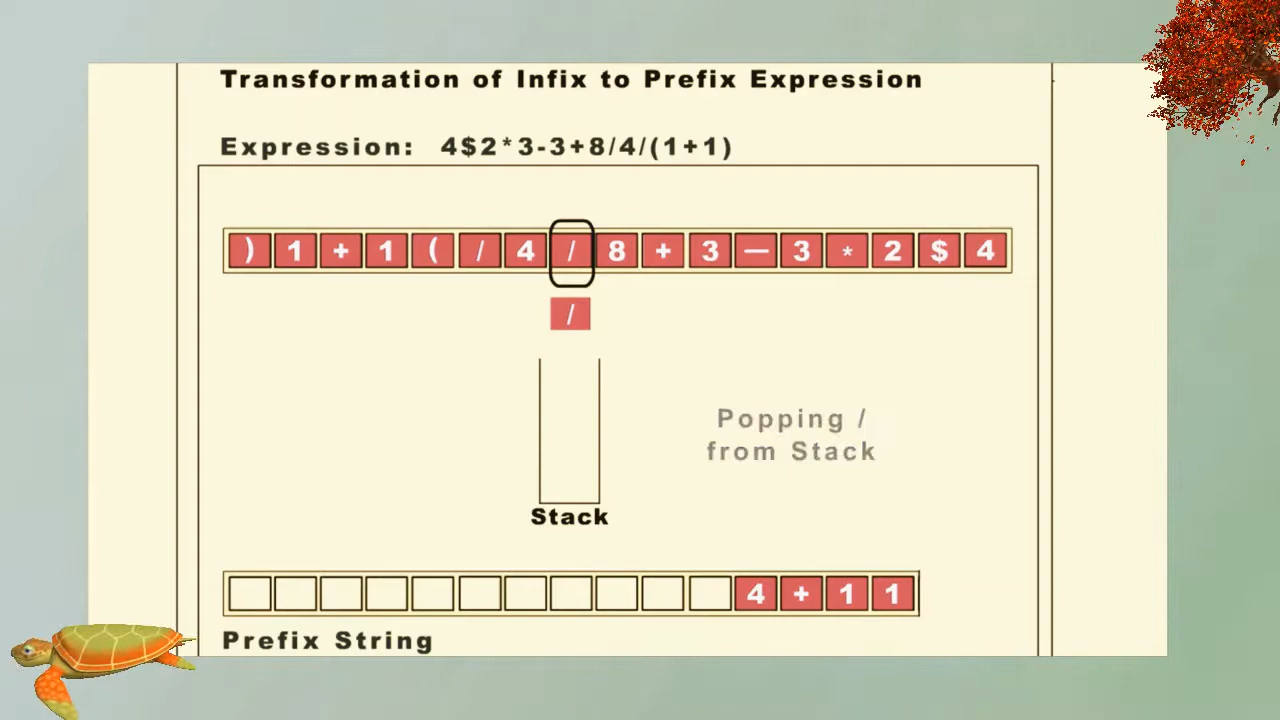 Transformation of Infix to Prefix Expression
Expression: 4$2*3-3+8/4/(1+1)
) 1 + 1 ( / 4 / 8 + 3 — 3 * 2 $ 4
/
Popping /
from Stack
Stack
4 + 1 1
Prefix String